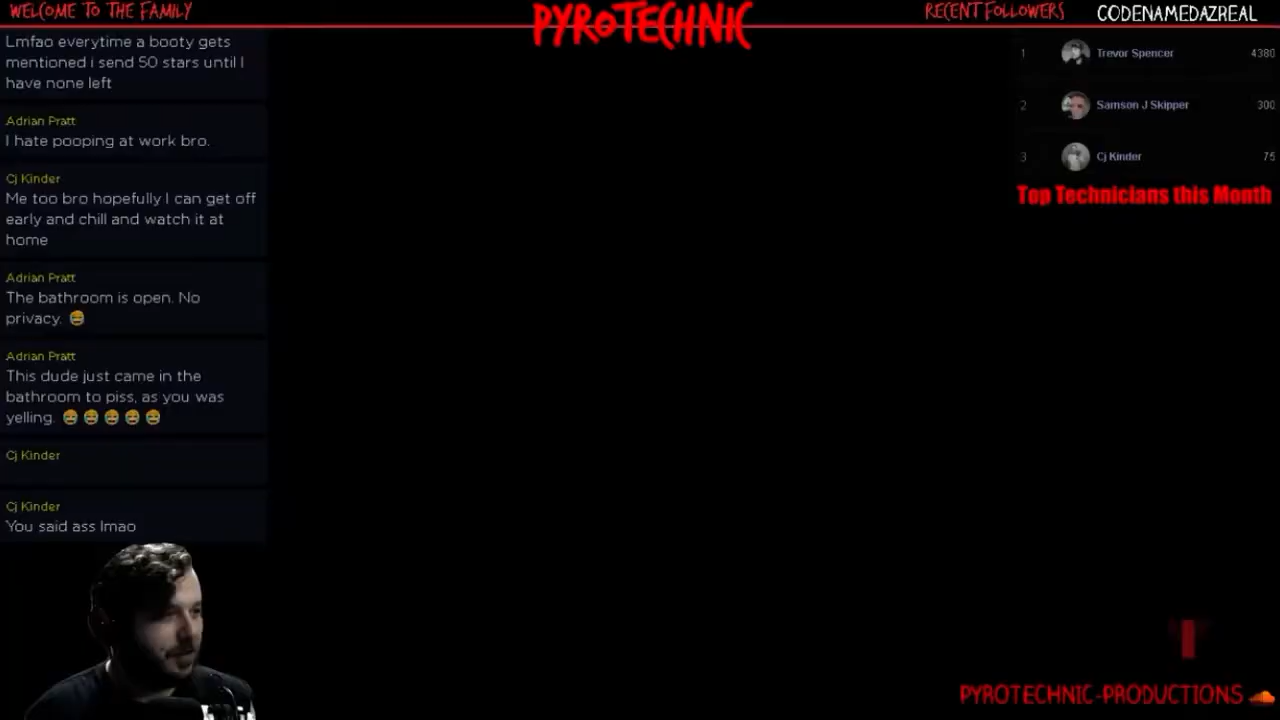 WELCOME TO THE FAMILY
PYROTECHNIC
RECENT FOLLOWERS CODENAMEDAZREAL
Lmfao everytime a booty gets
mentioned i send 50 stars until I
have none left
Adrian Pratt
I hate pooping at work bro.
Cj Kinder
Me too bro hopefully I can get off
early and chill and watch it at
home
Adrian Pratt
The bathroom is open. No
privacy. 😅
Adrian Pratt
This dude just came in the
bathroom to piss, as you was
yelling. 😂 😂 😂 😂 😂
Cj Kinder
Cj Kinder
You said ass lmao
1 Trevor Spencer 4380
2 Samson J Skipper 300
3 Cj Kinder 75
Top Technicians this Month
PYROTECHNIC-PRODUCTIONS